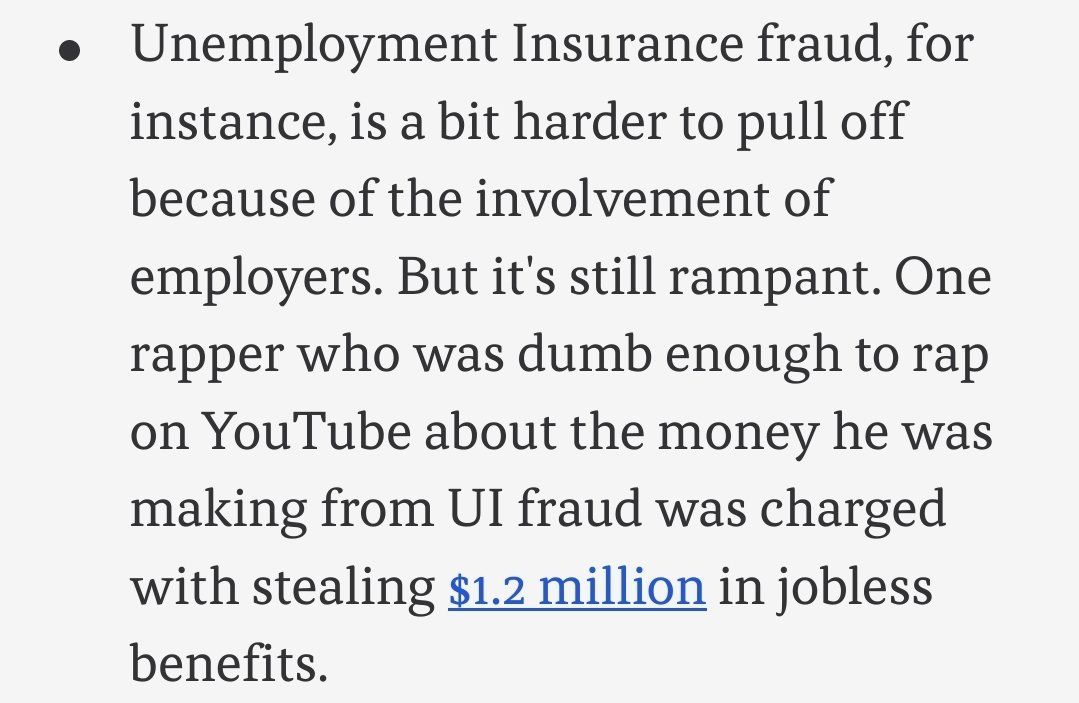 • Unemployment Insurance fraud, for
instance, is a bit harder to pull off
because of the involvement of
employers. But it's still rampant. One
rapper who was dumb enough to rap
on YouTube about the money he was
making from UI fraud was charged
with stealing $1.2 million in jobless
benefits.